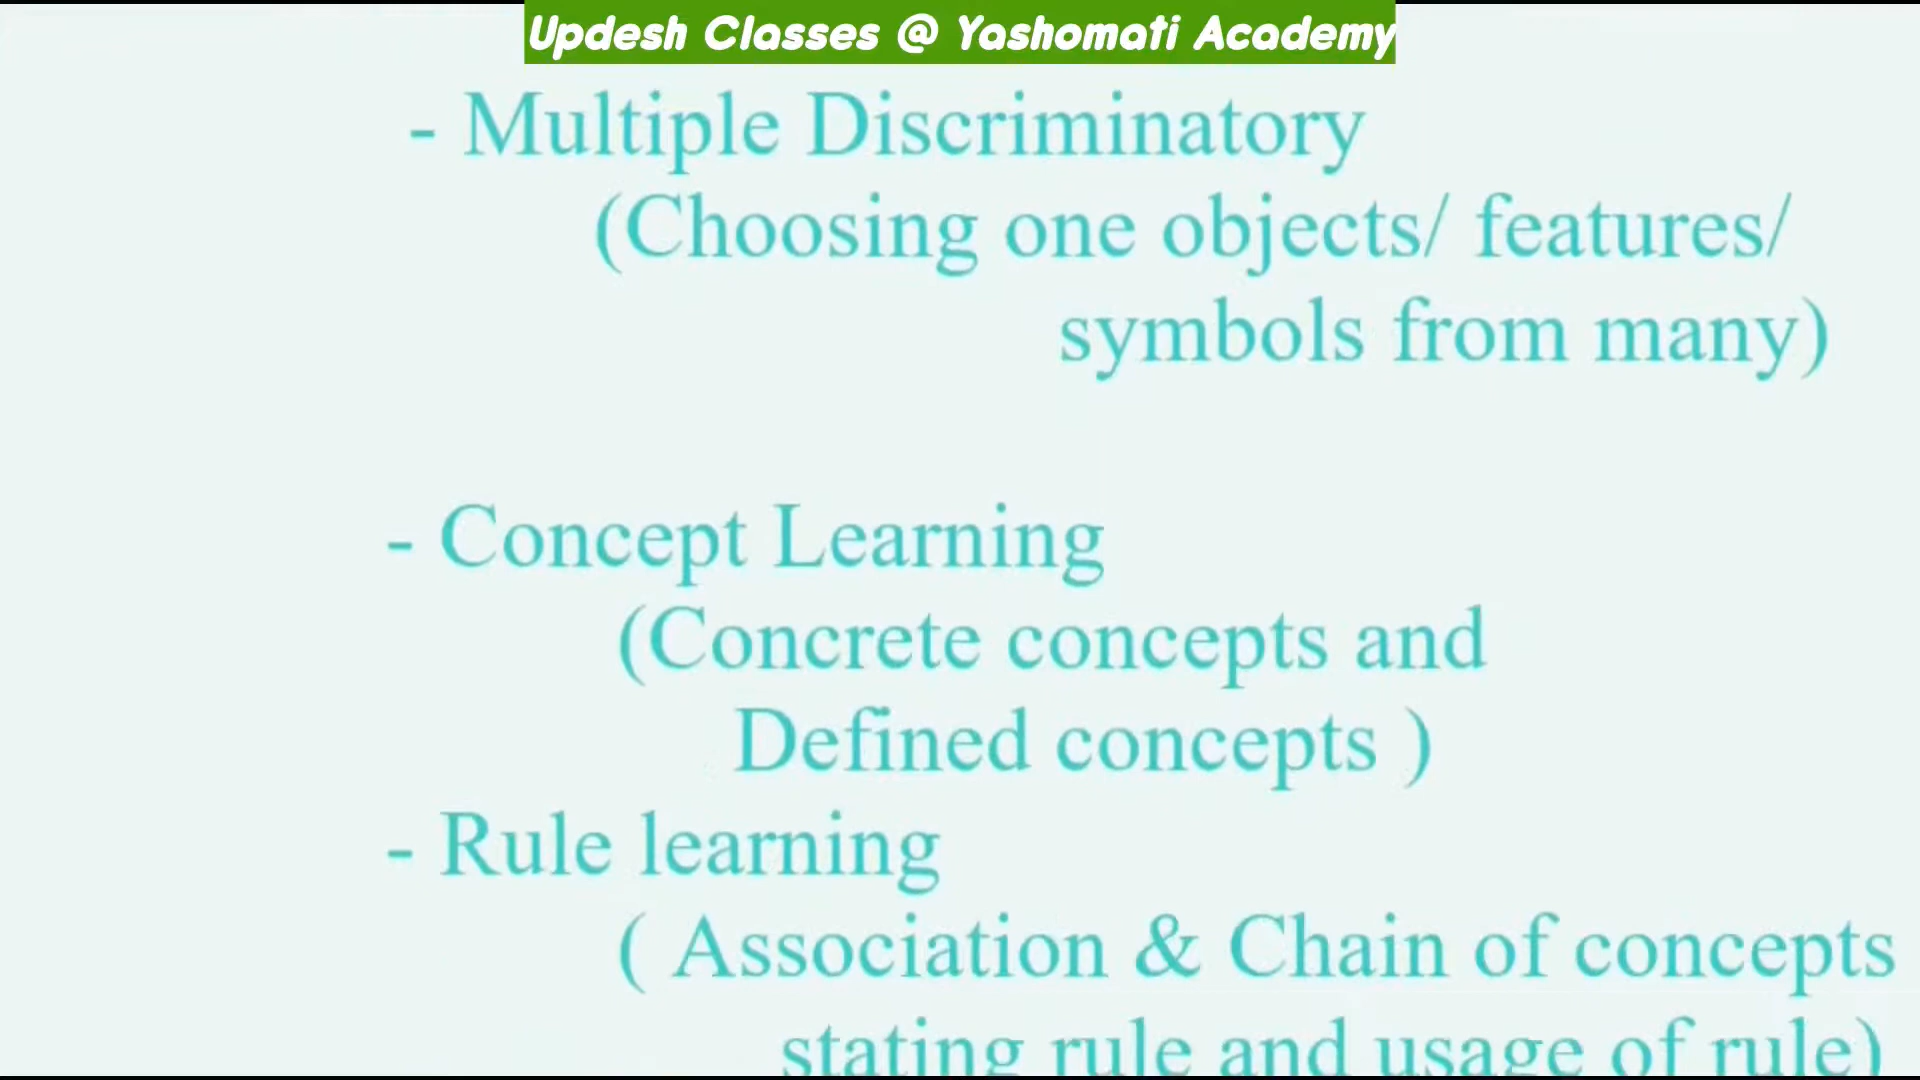 Updesh Classes @ Yashomati Academy
- Multiple Discriminatory
(Choosing one objects/ features/
symbols from many)
- Concept Learning
(Concrete concepts and
Defined concepts )
- Rule learning
( Association & Chain of concepts
stating rule and usage of rule)